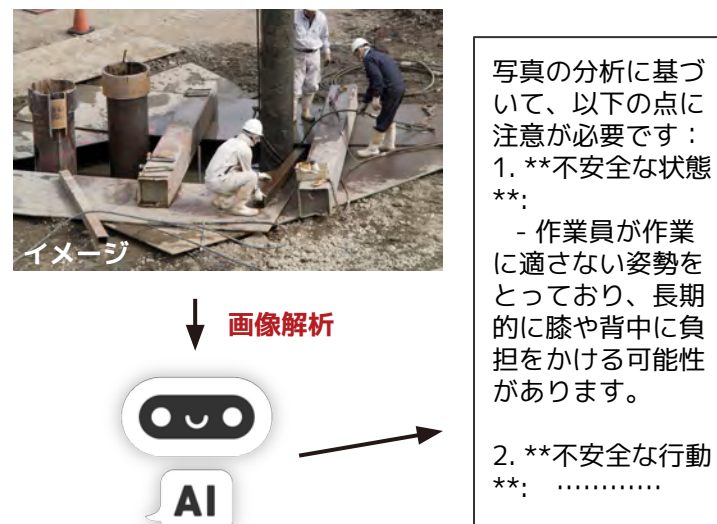 イメージ
画像解析
AI
写真の分析に基づ
いて、以下の点に
注意が必要です：
1. **不安全な状態
**:
- 作業員が作業
に適さない姿勢を
とっており、長期
的に膝や背中に負
担をかける可能性
があります。
2. **不安全な行動
**: …………